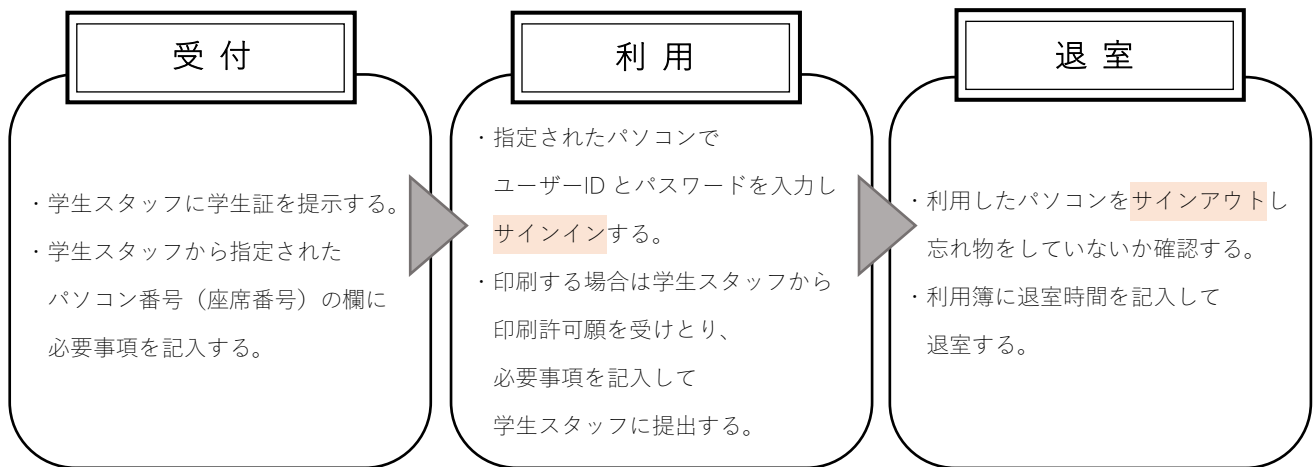 受付
・学生スタッフに学生証を提示する。
・学生スタッフから指定された
パソコン番号（座席番号）の欄に
必要事項を記入する。
利用
・指定されたパソコンで
ユーザーIDとパスワードを入力し
サインインする。
・印刷する場合は学生スタッフから
印刷許可願を受けとり、
必要事項を記入して
学生スタッフに提出する。
退室
・利用したパソコンをサインアウトし
忘れ物をしていないか確認する。
・利用簿に退室時間を記入して
退室する。